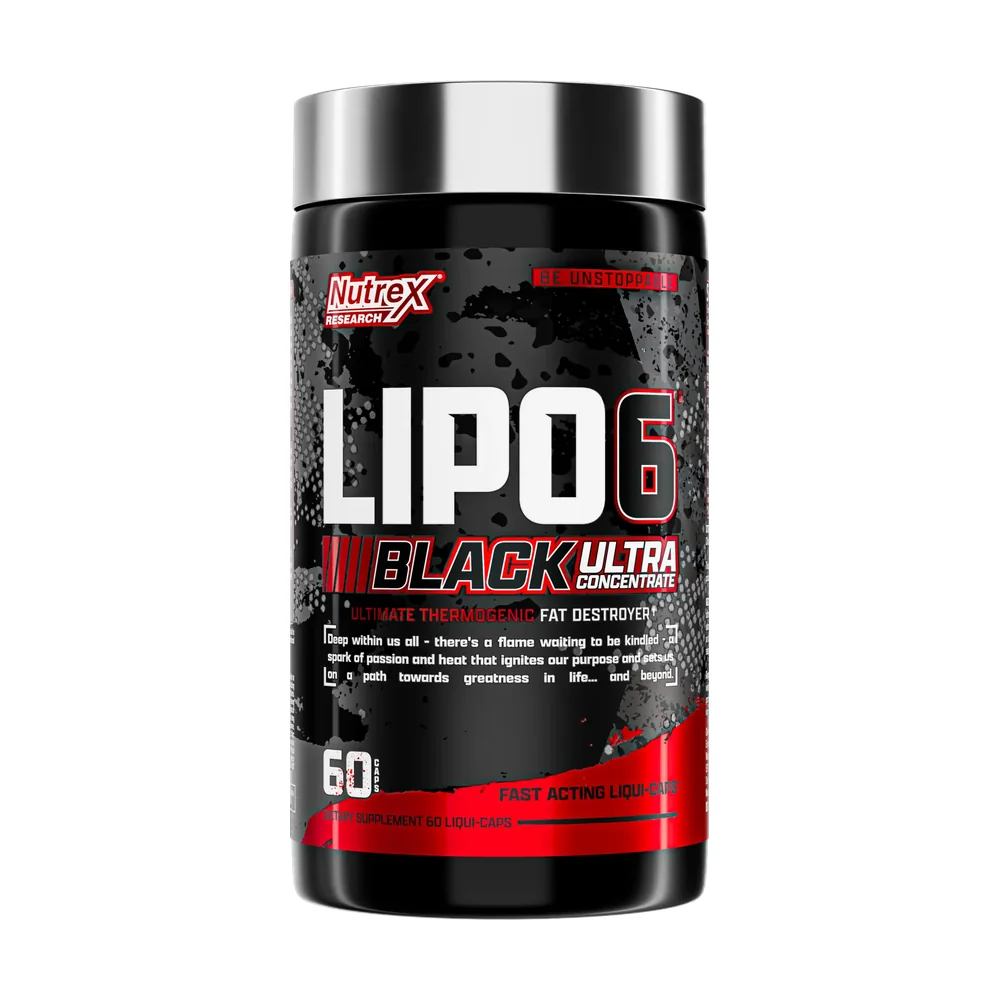 Nutrex®
RESEARCH
BE UNSTOPPABLE
LIPO 6
BLACK ULTRA
CONCENTRATE
ULTIMATE THERMOGENIC FAT DESTROYER†
Deep within us all - there's a flame waiting to be kindled - a
spark of passion and heat that ignites our purpose and sets us
on a path towards greatness in life... and beyond.
60 CAPS
FAST ACTING LIQUI-CAPS
DIETARY SUPPLEMENT 60 LIQUI-CAPS